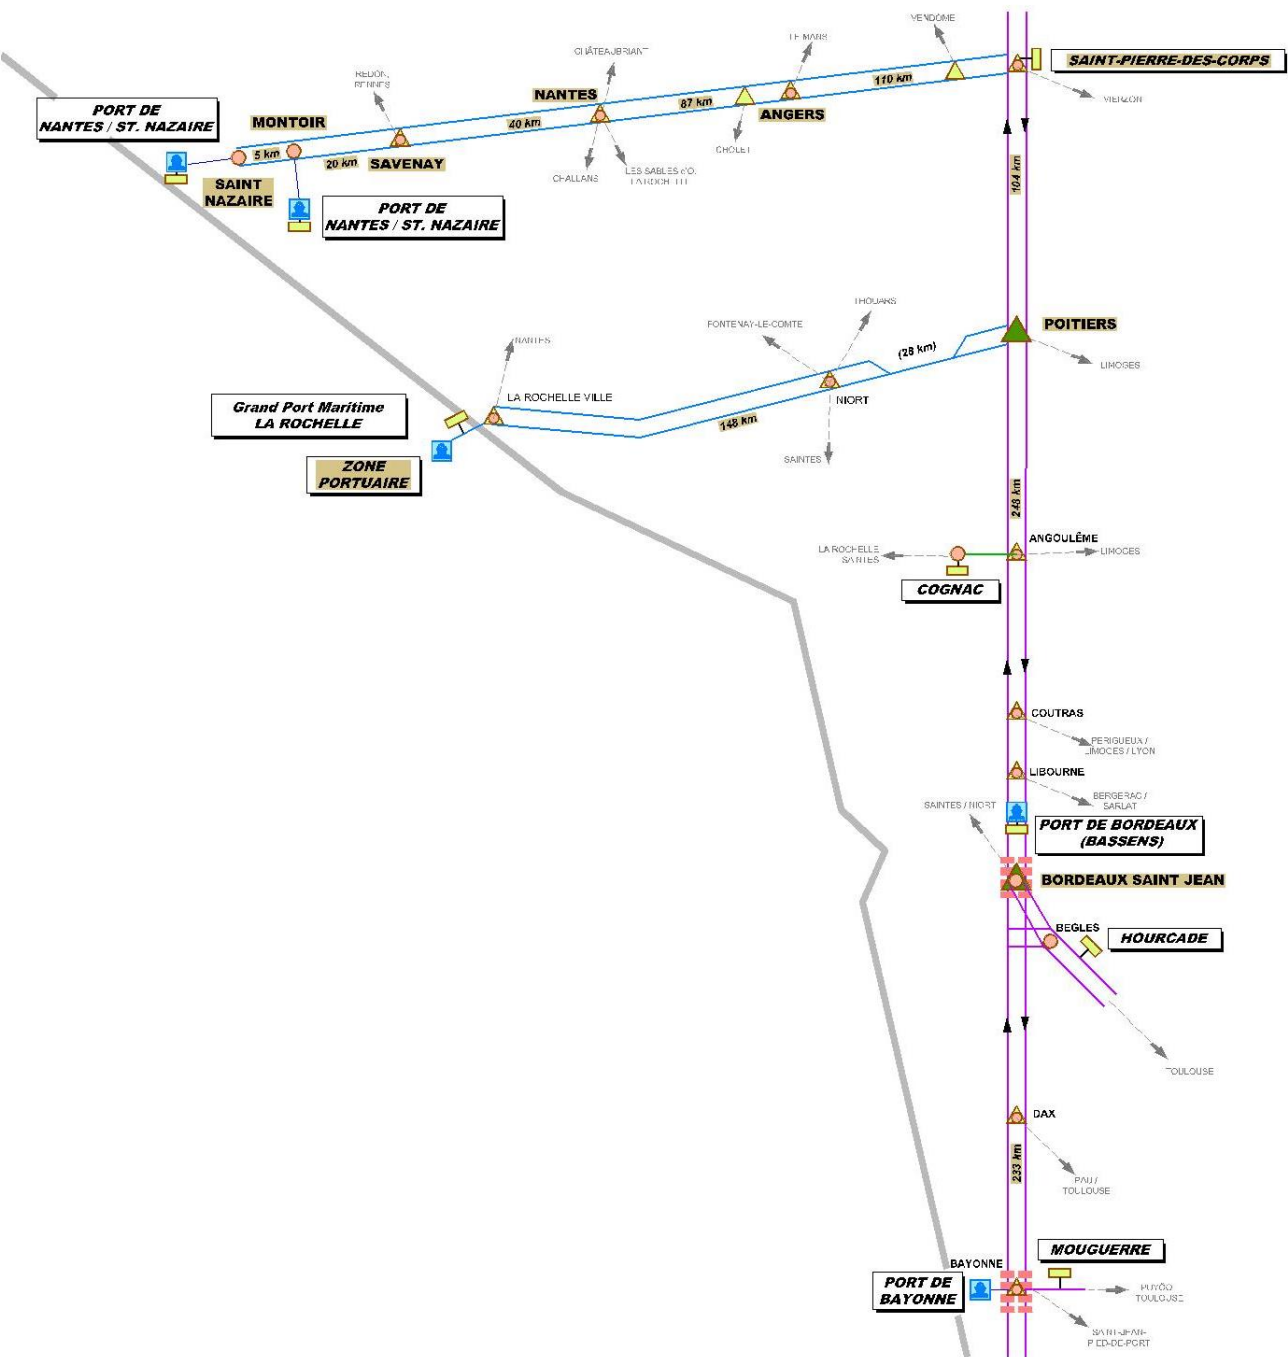 VENDÔME
LE MANS
CHÂTEAUBRIANT
SAINT-PIERRE-DES-CORPS
REDON,
RENNES
110 km
NANTES
87 km
VIERZON
PORT DE
NANTES / ST. NAZAIRE
MONTOIR
40 km
ANGERS
CHOLET
5 km
20 km
SAVENAY
CHALLANS
LES SABLES d'O.
LA ROCHELLE
104 km
SAINT
NAZAIRE
PORT DE
NANTES / ST. NAZAIRE
THOUARS
FONTENAY-LE-COMTE
POITIERS
NANTES
(28 km)
LIMOGES
LA ROCHELLE VILLE
NIORT
Grand Port Maritime
LA ROCHELLE
148 km
SAINTES
ZONE
PORTUAIRE
248 km
ANGOULÊME
LA ROCHELLE
SAINTES
LIMOGES
COGNAC
COUTRAS
PERIGUEUX /
LIMOGES / LYON
LIBOURNE
BERGERAC /
SARLAT
SAINTES / NIORT
PORT DE BORDEAUX
(BASSENS)
BORDEAUX SAINT JEAN
BEGLES
HOURCADE
TOULOUSE
DAX
233 km
PAU /
TOULOUSE
MOUGUERRE
BAYONNE
PORT DE
BAYONNE
PUYÔO
TOULOUSE
SAINT-JEAN-
PIED-DE-PORT